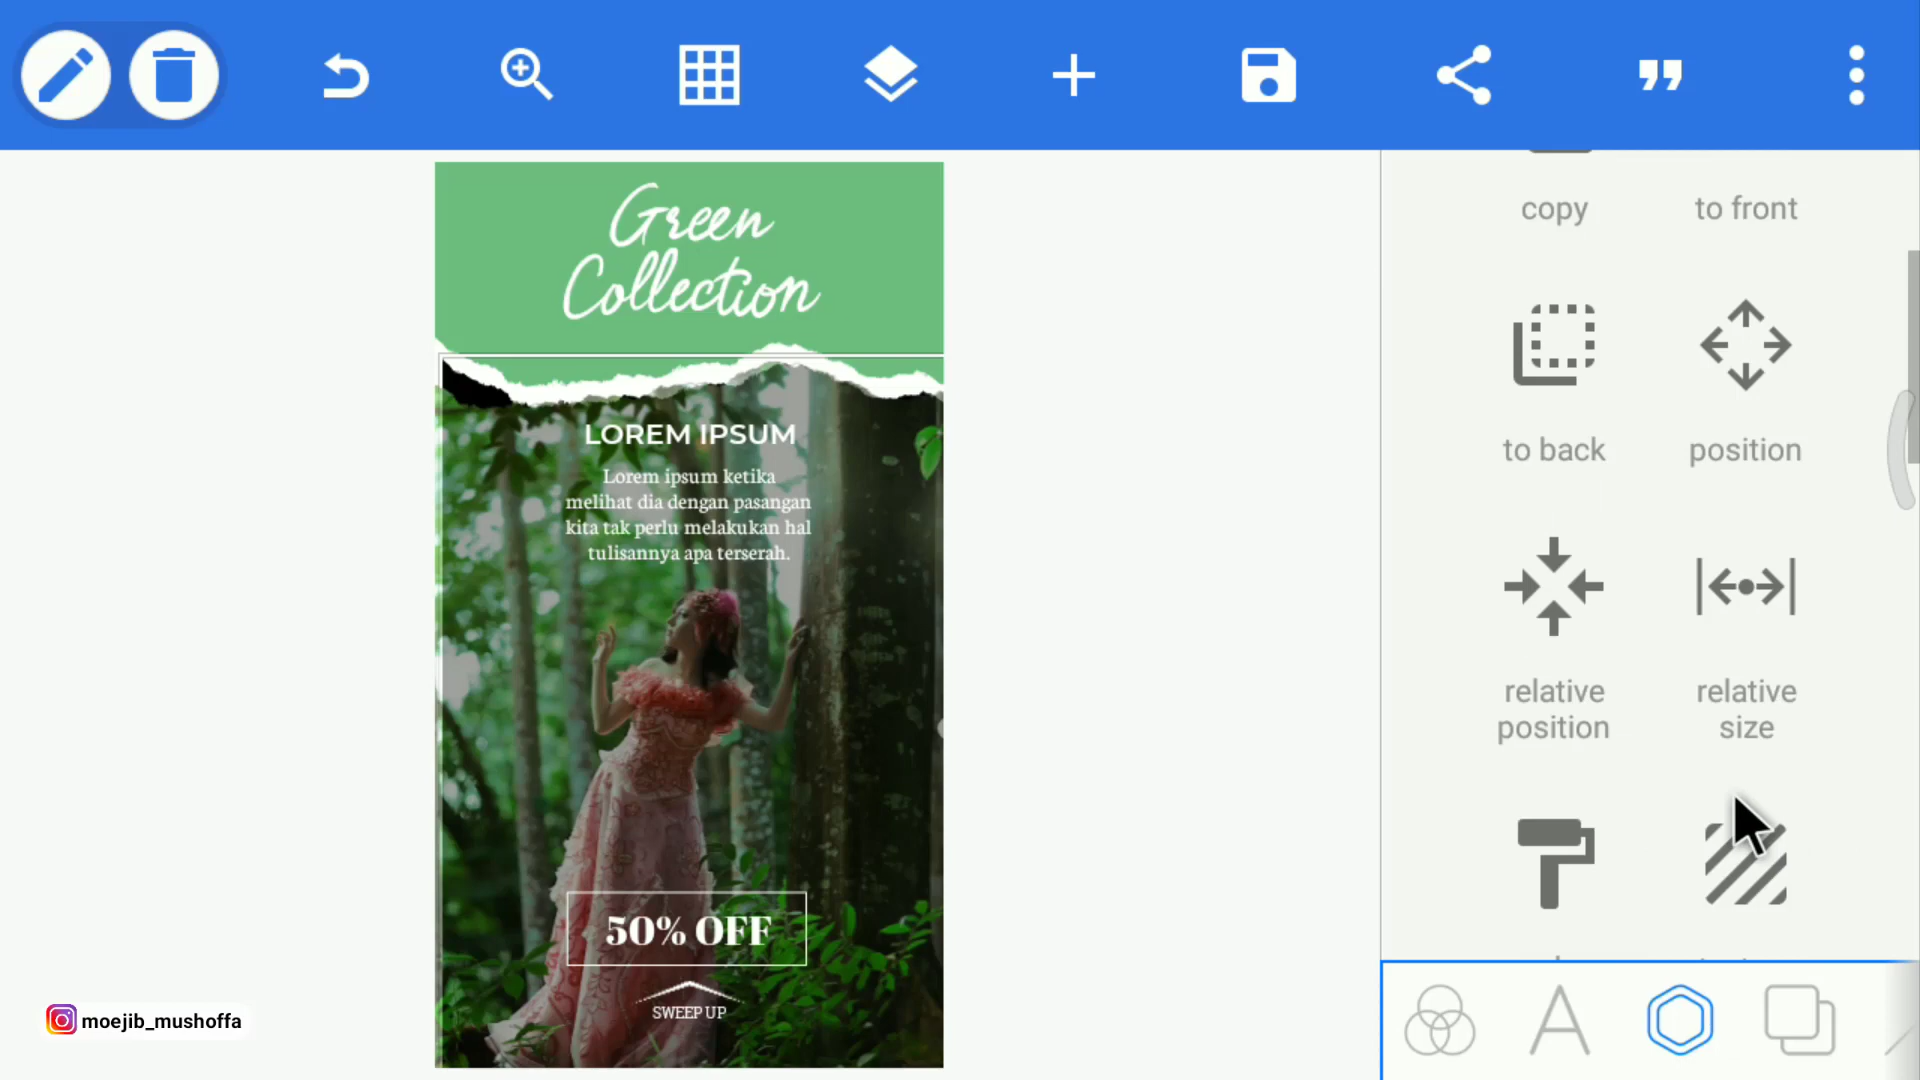 copy
to front
Green
Collection
LOREM IPSUM
Lorem ipsum ketika
melihat dia dengan pasangan
kita tak perlu melakukan hal
tulisannya apa terserah.
to back
position
relative
position
relative
size
50% OFF
SWEEP UP
moejib_mushoffa